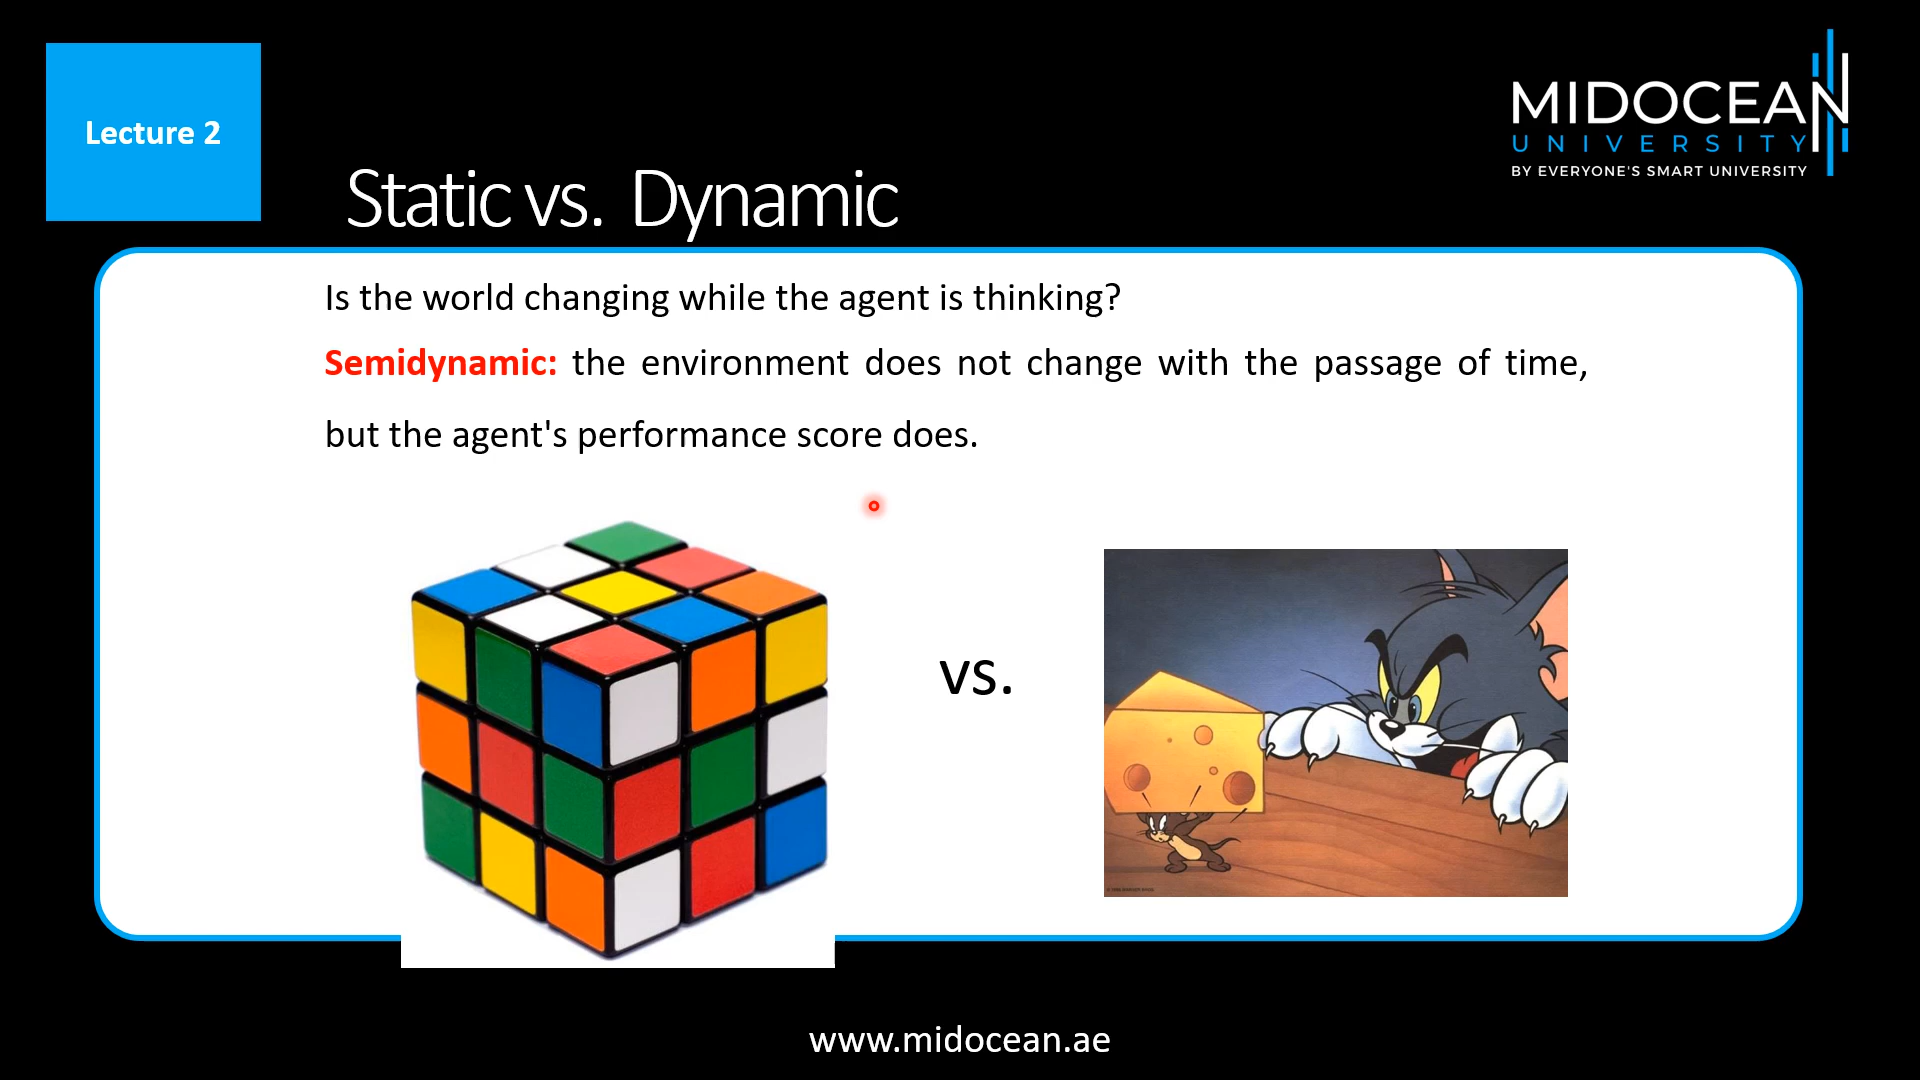 Lecture 2
MIDOCEAN
UNIVERSITY
BY EVERYONE'S SMART UNIVERSITY
Static vs. Dynamic
Is the world changing while the agent is thinking?
Semidynamic: the environment does not change with the passage of time,
but the agent's performance score does.
vs.
www.midocean.ae